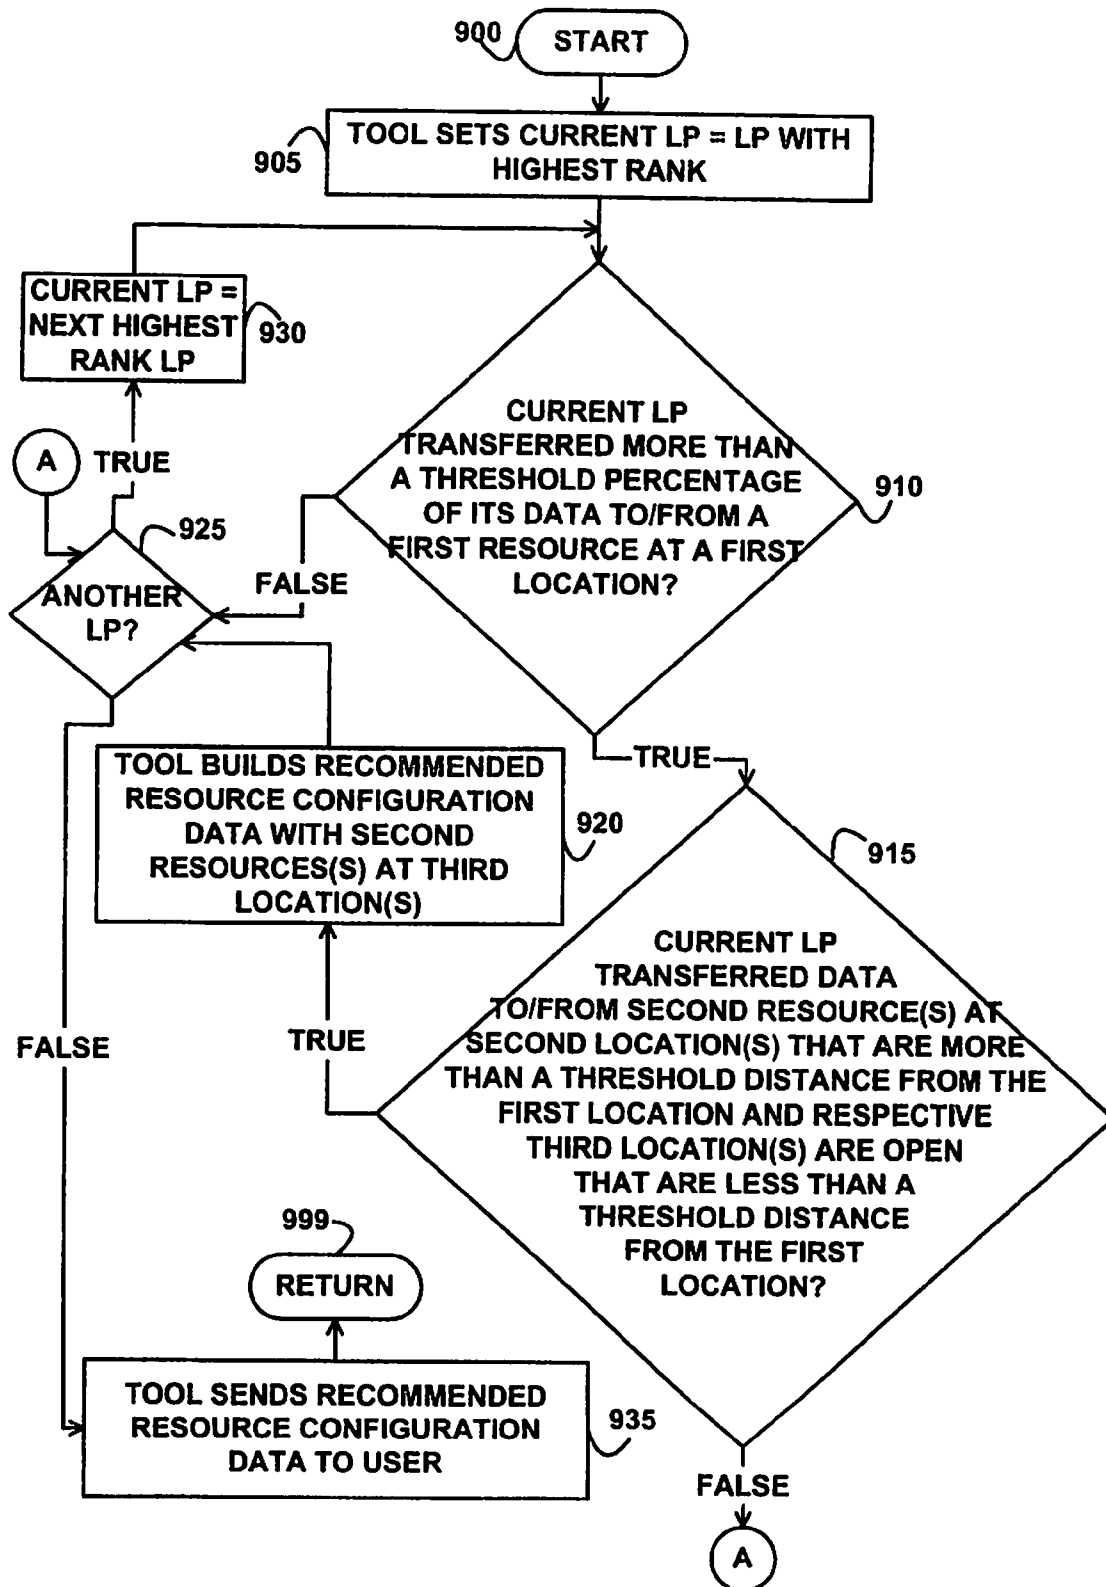 900
START
TOOL SETS CURRENT LP = LP WITH
HIGHEST RANK
905
CURRENT LP =
NEXT HIGHEST
RANK LP
930
CURRENT LP
TRANSFERRED MORE THAN
A THRESHOLD PERCENTAGE
OF ITS DATA TO/FROM A
FIRST RESOURCE AT A FIRST
LOCATION?
910
A
TRUE
925
ANOTHER
LP?
FALSE
TRUE
TOOL BUILDS RECOMMENDED
RESOURCE CONFIGURATION
DATA WITH SECOND
RESOURCES(S) AT THIRD
LOCATION(S)
920
915
CURRENT LP
TRANSFERRED DATA
TO/FROM SECOND RESOURCE(S) AT
SECOND LOCATION(S) THAT ARE MORE
THAN A THRESHOLD DISTANCE FROM THE
FIRST LOCATION AND RESPECTIVE
THIRD LOCATION(S) ARE OPEN
THAT ARE LESS THAN A
THRESHOLD DISTANCE
FROM THE FIRST
LOCATION?
TRUE
FALSE
999
RETURN
TOOL SENDS RECOMMENDED
RESOURCE CONFIGURATION
DATA TO USER
935
FALSE
A